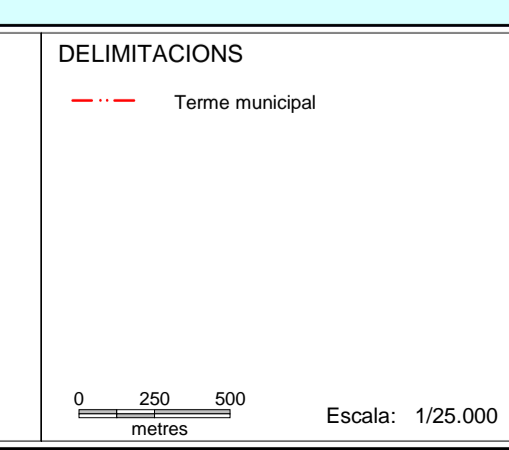 DELIMITACIONS
Terme municipal
0 250 500
metres
Escala: 1/25.000